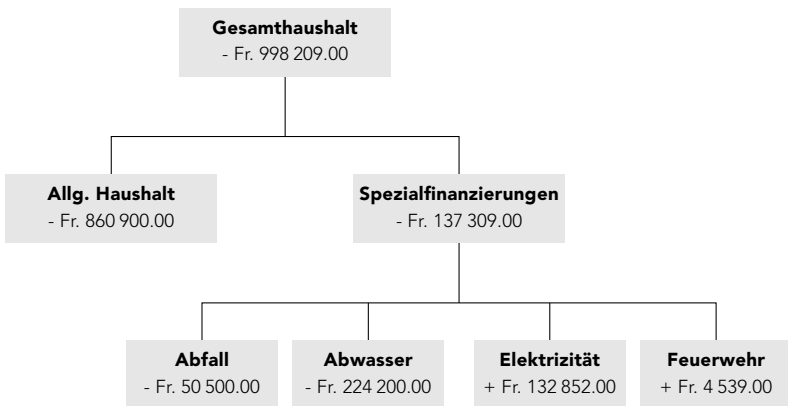 Gesamthaushalt
- Fr. 998 209.00
Allg. Haushalt
- Fr. 860 900.00
Spezialfinanzierungen
- Fr. 137 309.00
Abfall
- Fr. 50 500.00
Abwasser
- Fr. 224 200.00
Elektrizität
+ Fr. 132 852.00
Feuerwehr
+ Fr. 4 539.00